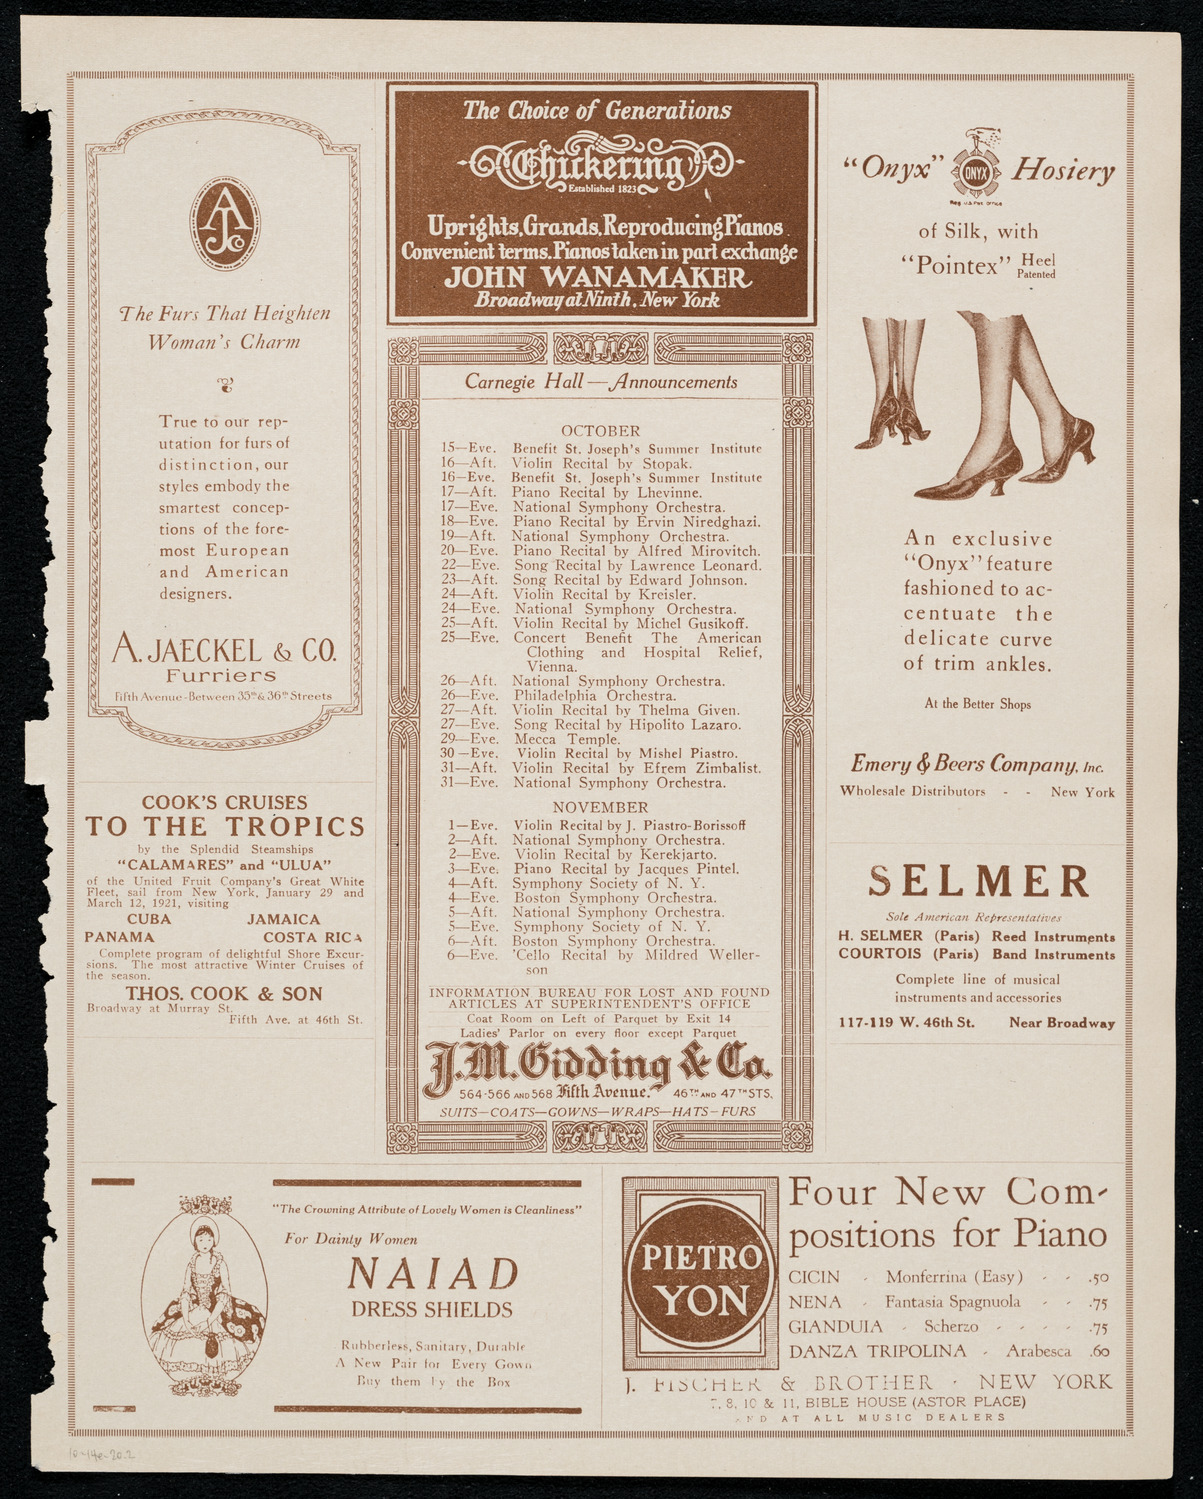 AJCo
The Furs That Heighten
Woman's Charm
True to our rep-
utation for furs of
distinction, our
styles embody the
smartest concep-
tions of the fore-
most European
and American
designers.
A. JAECKEL & CO.
Furriers
Fifth Avenue-Between 35th & 36th Streets
COOK'S CRUISES
TO THE TROPICS
by the Splendid Steamships
"CALAMARES" and "ULUA"
of the United Fruit Company's Great White
Fleet, sail from New York, January 29 and
March 12, 1921, visiting
CUBA JAMAICA
PANAMA COSTA RICA
Complete program of delightful Shore Excur-
sions. The most attractive Winter Cruises of
the season.
THOS. COOK & SON
Broadway at Murray St.
Fifth Ave. at 46th St.
The Choice of Generations
Chickering
Established 1823
Uprights, Grands, Reproducing Pianos
Convenient terms. Pianos taken in part exchange
JOHN WANAMAKER
Broadway at Ninth, New York
Carnegie Hall—Announcements
OCTOBER
15—Eve. Benefit St. Joseph's Summer Institute
16—Aft. Violin Recital by Stopak.
16—Eve. Benefit St. Joseph's Summer Institute
17—Aft. Piano Recital by Lhevinne.
17—Eve. National Symphony Orchestra.
18—Eve. Piano Recital by Ervin Niredghazi.
19—Aft. National Symphony Orchestra.
20—Eve. Piano Recital by Alfred Mirovitch.
22—Eve. Song Recital by Lawrence Leonard.
23—Aft. Song Recital by Edward Johnson.
24—Aft. Violin Recital by Kreisler.
24—Eve. National Symphony Orchestra.
25—Aft. Violin Recital by Michel Gusikoff.
25—Eve. Concert Benefit The American
Clothing and Hospital Relief,
Vienna.
26—Aft. National Symphony Orchestra.
26—Eve. Philadelphia Orchestra.
27—Aft. Violin Recital by Thelma Given.
27—Eve. Song Recital by Hipolito Lazaro.
29—Eve. Mecca Temple.
30—Eve. Violin Recital by Mishel Piastro.
31—Aft. Violin Recital by Efrem Zimbalist.
31—Eve. National Symphony Orchestra.
NOVEMBER
1—Eve. Violin Recital by J. Piastro-Borissoff
2—Aft. National Symphony Orchestra.
2—Eve. Violin Recital by Kerekjarto.
3—Eve. Piano Recital by Jacques Pintel.
4—Aft. Symphony Society of N. Y.
4—Eve. Boston Symphony Orchestra.
5—Aft. National Symphony Orchestra.
5—Eve. Symphony Society of N. Y.
6—Aft. Boston Symphony Orchestra.
6—Eve. 'Cello Recital by Mildred Weller-
son
INFORMATION BUREAU FOR LOST AND FOUND
ARTICLES AT SUPERINTENDENT'S OFFICE
Coat Room on Left of Parquet by Exit 14
Ladies' Parlor on every floor except Parquet
J.M. Gidding & Co.
564-566 AND 568 Fifth Avenue. 46TH AND 47TH STS.
SUITS—COATS—GOWNS—WRAPS—HATS—FURS
"Onyx" ONYX Hosiery
Reg. U.S. Pat. Office
of Silk, with
"Pointex" Heel
Patented
An exclusive
"Onyx" feature
fashioned to ac-
centuate the
delicate curve
of trim ankles.
At the Better Shops
Emery & Beers Company, Inc.
Wholesale Distributors - - New York
SELMER
Sole American Representatives
H. SELMER (Paris) Reed Instruments
COURTOIS (Paris) Band Instruments
Complete line of musical
instruments and accessories
117-119 W. 46th St. Near Broadway
"The Crowning Attribute of Lovely Women is Cleanliness"
For Dainty Women
NAIAD
DRESS SHIELDS
Rubberless, Sanitary, Durable
A New Pair for Every Gown
Buy them by the Box
PIETRO
YON
Four New Com-
positions for Piano
CICIN - Monferrina (Easy) - - .50
NENA - Fantasia Spagnuola - - .75
GIANDUIA - Scherzo - - - - .75
DANZA TRIPOLINA - Arabesca .60
J. FISCHER & BROTHER · NEW YORK
7, 8, 10 & 11, BIBLE HOUSE (ASTOR PLACE)
AND AT ALL MUSIC DEALERS
10-14e-20.2